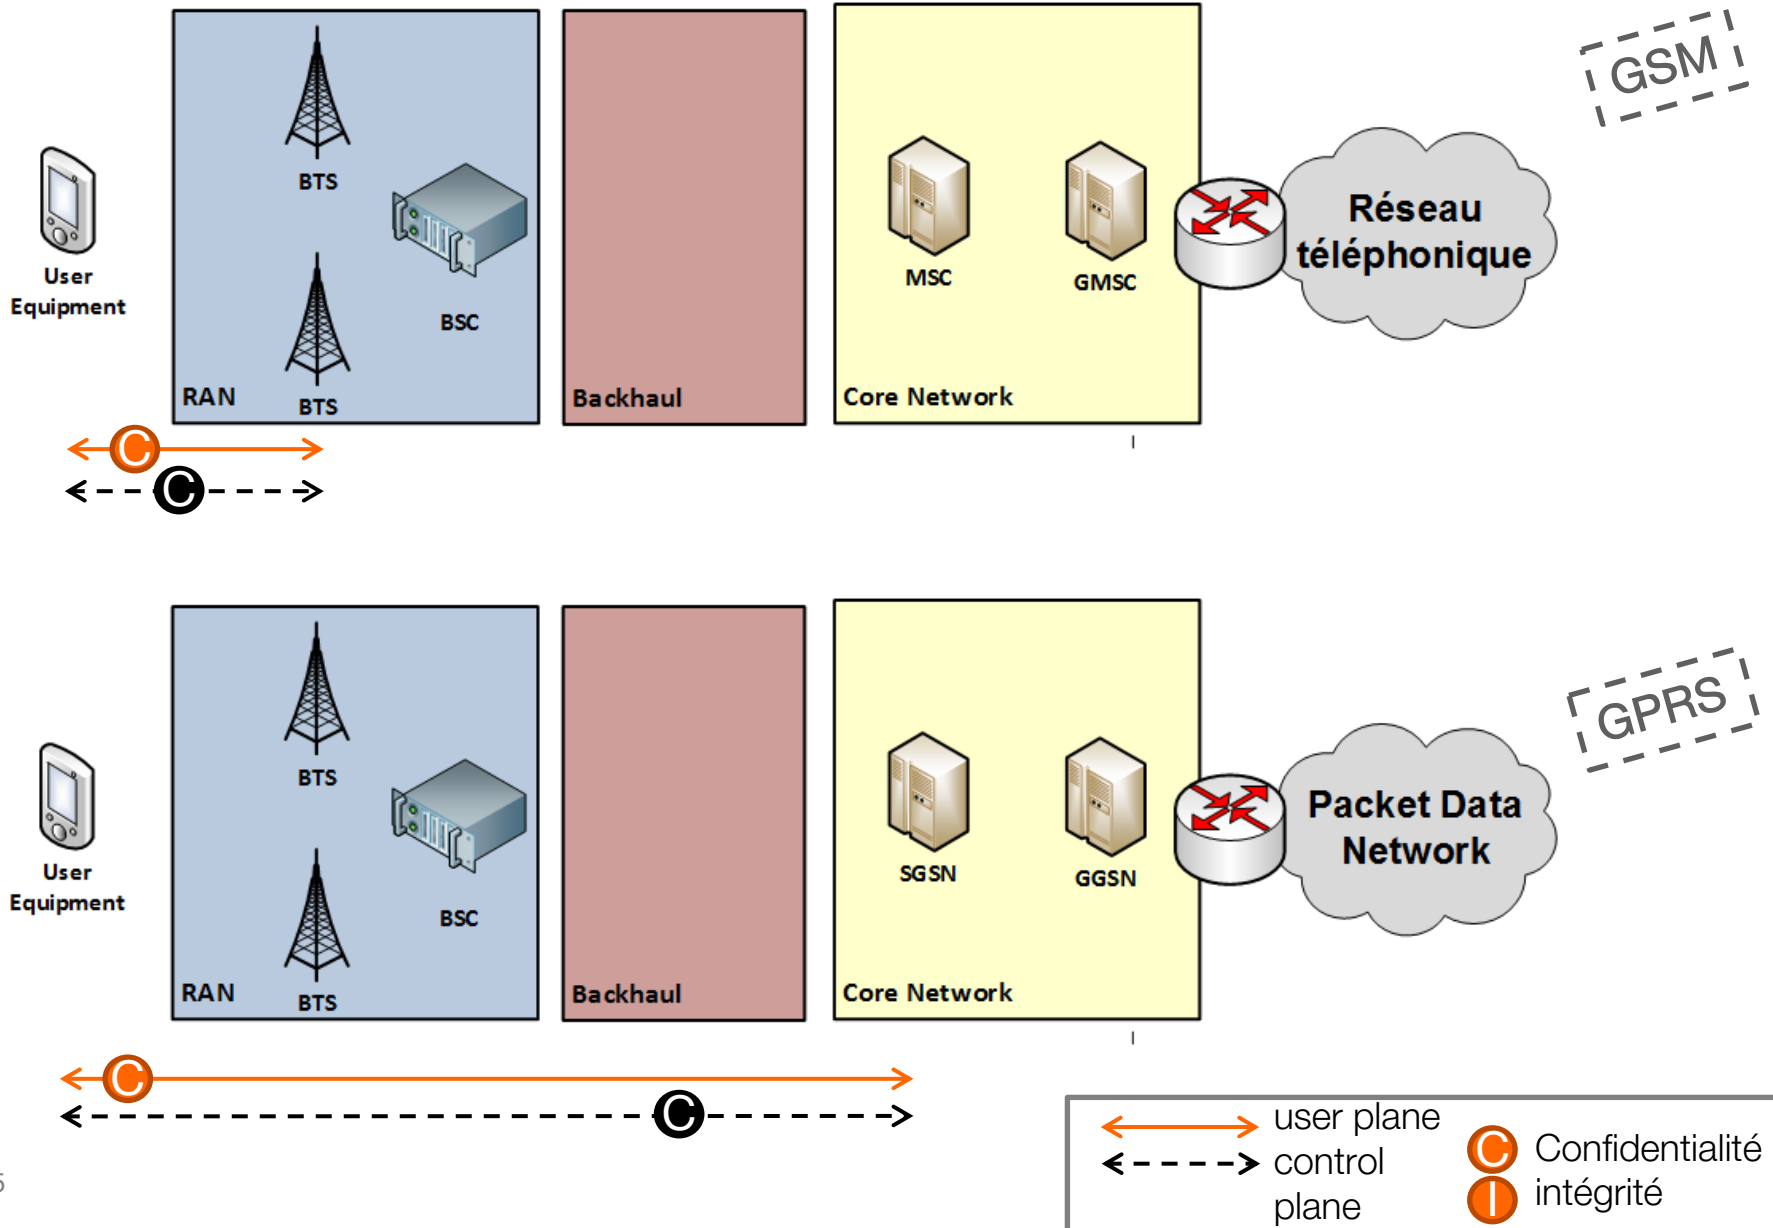 GSM
BTS
User
Equipment
BTS
BSC
MSC
GMSC
Réseau
téléphonique
RAN
Backhaul
Core Network
C
C
GPRS
BTS
User
Equipment
BTS
BSC
SGSN
GGSN
Packet Data
Network
RAN
Backhaul
Core Network
C
C
user plane
control
plane
C Confidentialité
I intégrité
5